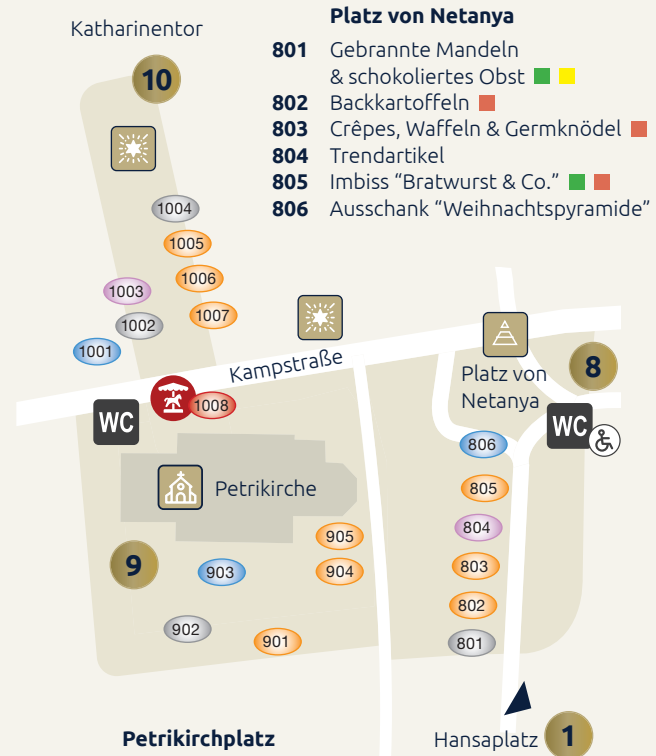 Katharinentor
10
Platz von Netanya
801 Gebrannte Mandeln
& schokoliertes Obst
802 Backkartoffeln
803 Crêpes, Waffeln & Germknödel
804 Trendartikel
805 Imbiss “Bratwurst & Co.”
806 Ausschank “Weihnachtspyramide”
1004
1005
1006
1003
1007
1002
1001
Kampstraße
8
Platz von
Netanya
1008
WC
WC
806
Petrikirche
805
804
905
9
903
904
803
802
902
901
801
Petrikirchplatz
Hansaplatz
1